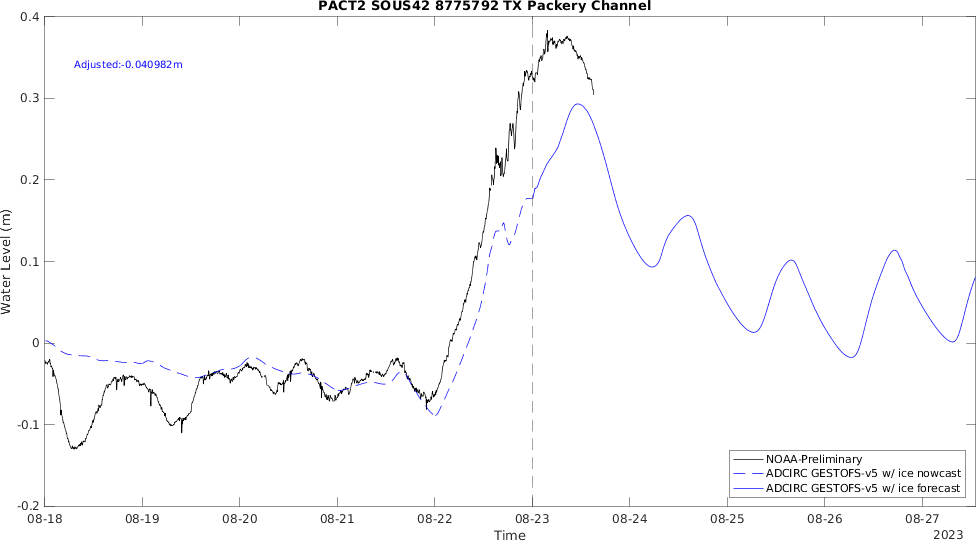 PACT2 SOUS42 8775792 TX Packery Channel
Adjusted:-0.040982m
Water Level (m)
0.4
0.3
0.2
0.1
0
-0.1
-0.2
NOAA-Preliminary
ADCIRC GESTOFS-v5 w/ ice nowcast
ADCIRC GESTOFS-v5 w/ ice forecast
08-18 08-19 08-20 08-21 08-22 08-23 08-24 08-25 08-26 08-27
Time
2023